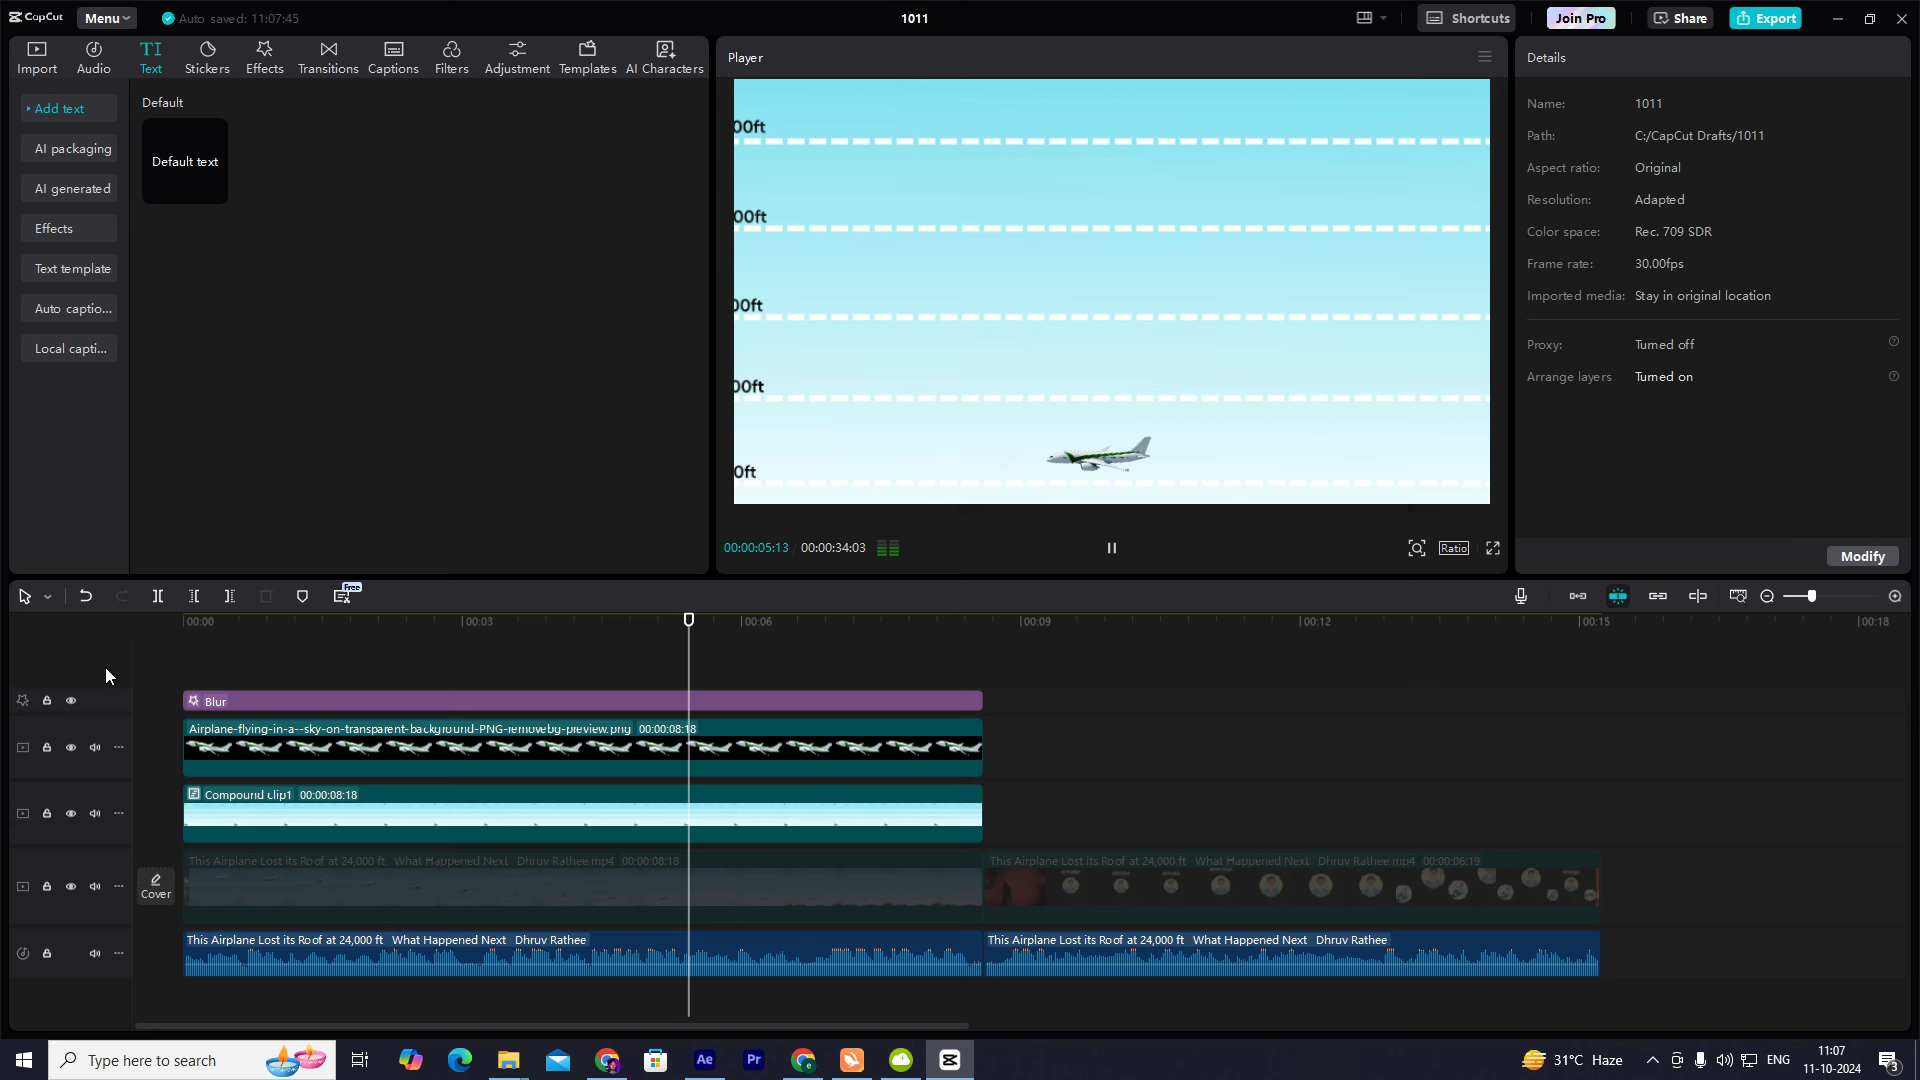 CapCut
Menu
Auto saved: 11:07:45
1011
Shortcuts
Join Pro
Share
Export
Import
Audio
TI
Text
Stickers
Effects
Transitions
Captions
Filters
Adjustment
Templates
AI Characters
Add text
AI packaging
AI generated
Effects
Text template
Auto captio...
Local capti...
Default
Default text
Player
00ft
00ft
00ft
00ft
0ft
00:00:05:13
00:00:34:03
Ratio
Details
Name: 1011
Path: C:/CapCut Drafts/1011
Aspect ratio: Original
Resolution: Adapted
Color space: Rec. 709 SDR
Frame rate: 30.00fps
Imported media: Stay in original location
Proxy: Turned off
Arrange layers Turned on
Modify
Free
00:00
00:03
00:06
00:09
00:12
00:15
00:18
Blur
Airplane-flying-in-a--sky-on-transparent-background-PNG-removeby-preview.png 00:00:08:18
Compound clip1 00:00:08:18
Cover
This Airplane Lost its Roof at 24,000 ft What Happened Next Dhruv Rathee.mp4 00:00:08:18
This Airplane Lost its Roof at 24,000 ft What Happened Next Dhruv Rathee.mp4 00:00:06:19
This Airplane Lost its Roof at 24,000 ft What Happened Next Dhruv Rathee
This Airplane Lost its Roof at 24,000 ft What Happened Next Dhruv Rathee
Type here to search
Ae
Pr
31°C Haze
ENG
11:07
11-10-2024
3